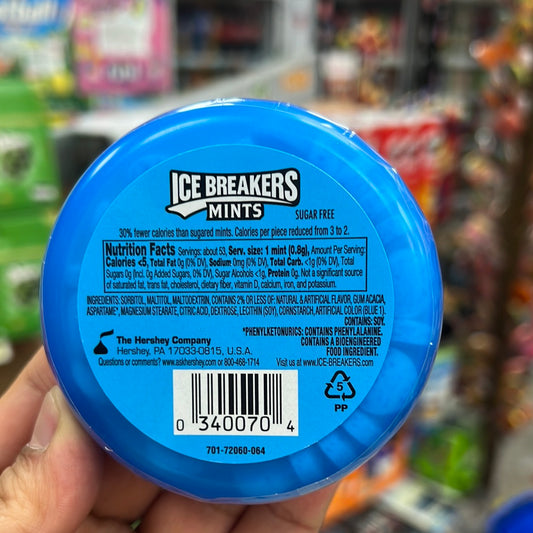 ICE BREAKERS
MINTS
SUGAR FREE
30% fewer calories than sugared mints. Calories per piece reduced from 3 to 2.
Nutrition Facts Servings: about 53, Serv. size: 1 mint (0.8g), Amount Per Serving:
Calories <5, Total Fat 0g (0% DV), Sodium 0mg (0% DV), Total Carb. <1g (0% DV), Total
Sugars 0g (Incl. 0g Added Sugars, 0% DV), Sugar Alcohols <1g, Protein 0g. Not a significant source
of saturated fat, trans fat, cholesterol, dietary fiber, vitamin D, calcium, iron, and potassium.
INGREDIENTS: SORBITOL, MALTITOL, MALTODEXTRIN, CONTAINS 2% OR LESS OF: NATURAL & ARTIFICIAL FLAVOR, GUM ACACIA,
ASPARTAME*, MAGNESIUM STEARATE, CITRIC ACID, DEXTROSE, LECITHIN (SOY), CORNSTARCH, ARTIFICIAL COLOR (BLUE 1).
CONTAINS: SOY.
*PHENYLKETONURICS: CONTAINS PHENYLALANINE.
CONTAINS A BIOENGINEERED
FOOD INGREDIENT.
The Hershey Company
Hershey, PA 17033-0815, U.S.A.
Questions or comments? www.askhershey.com or 800-468-1714
Visit us at www.ICE-BREAKERS.com
5
PP
0 340070 4
701-72060-064